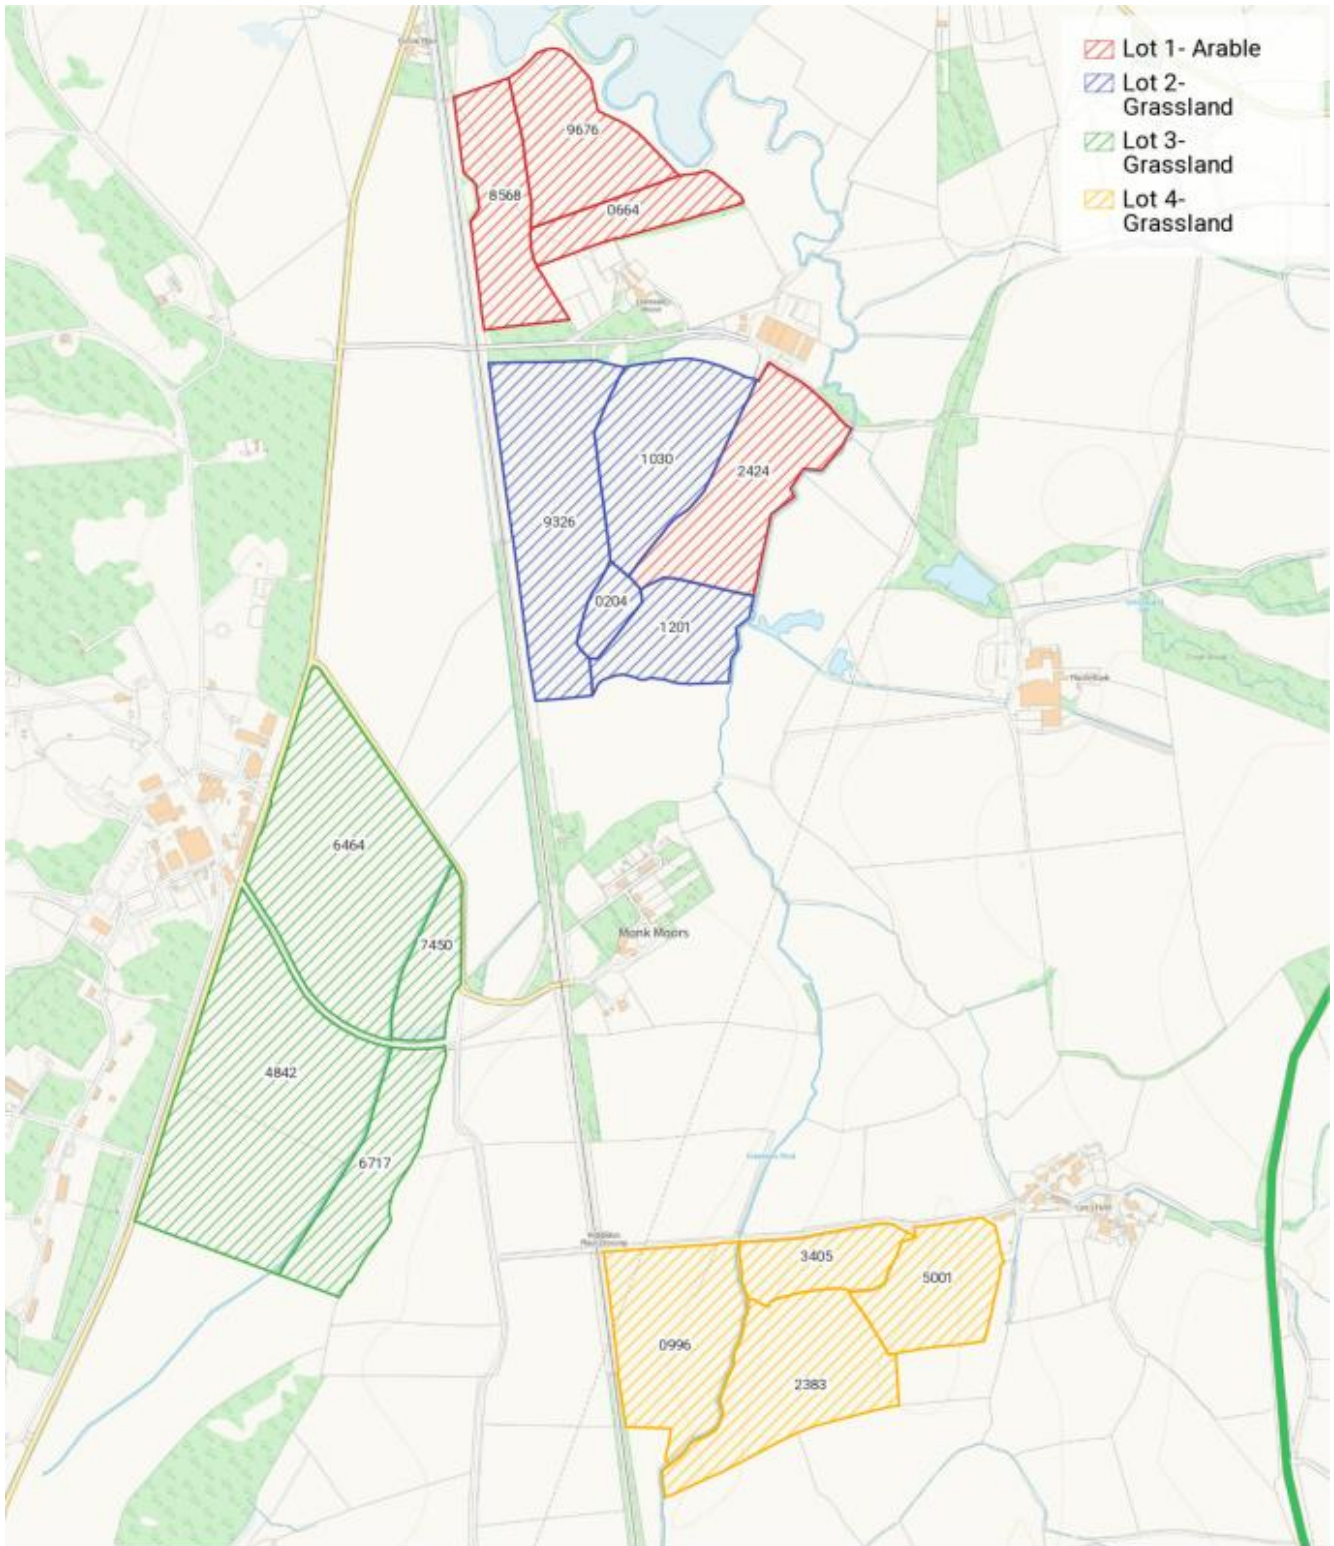 Lot 1- Arable
Lot 2-
Grassland
Lot 3-
Grassland
Lot 4-
Grassland
9676
8568
0664
1030
2424
9326
0204
1201
6464
7450
Monk Moors
4842
6717
3405
5001
0996
2383